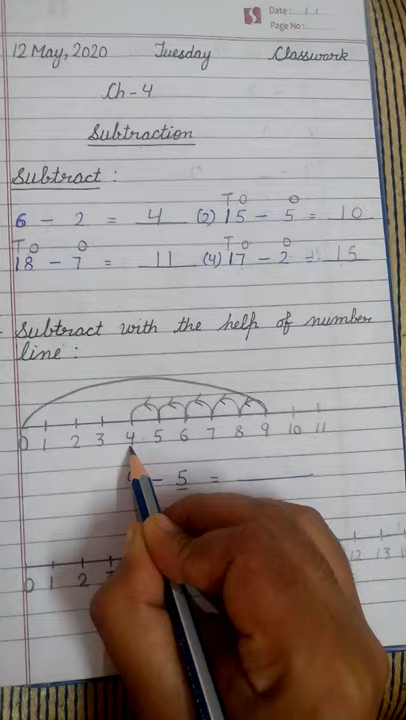 Date :
Page No :
12 May, 2020 Tuesday Classwork
Ch - 4
Subtraction
Subtract :
T O O
6 - 2 = 4 (2) 15 - 5 = 10
T O O T O O
18 - 7 = 11 (4) 17 - 2 = 15
Subtract with the help of number
line :
0 1 2 3 4 5 6 7 8 9 10 11
- 5 =
12 13
0 1 2